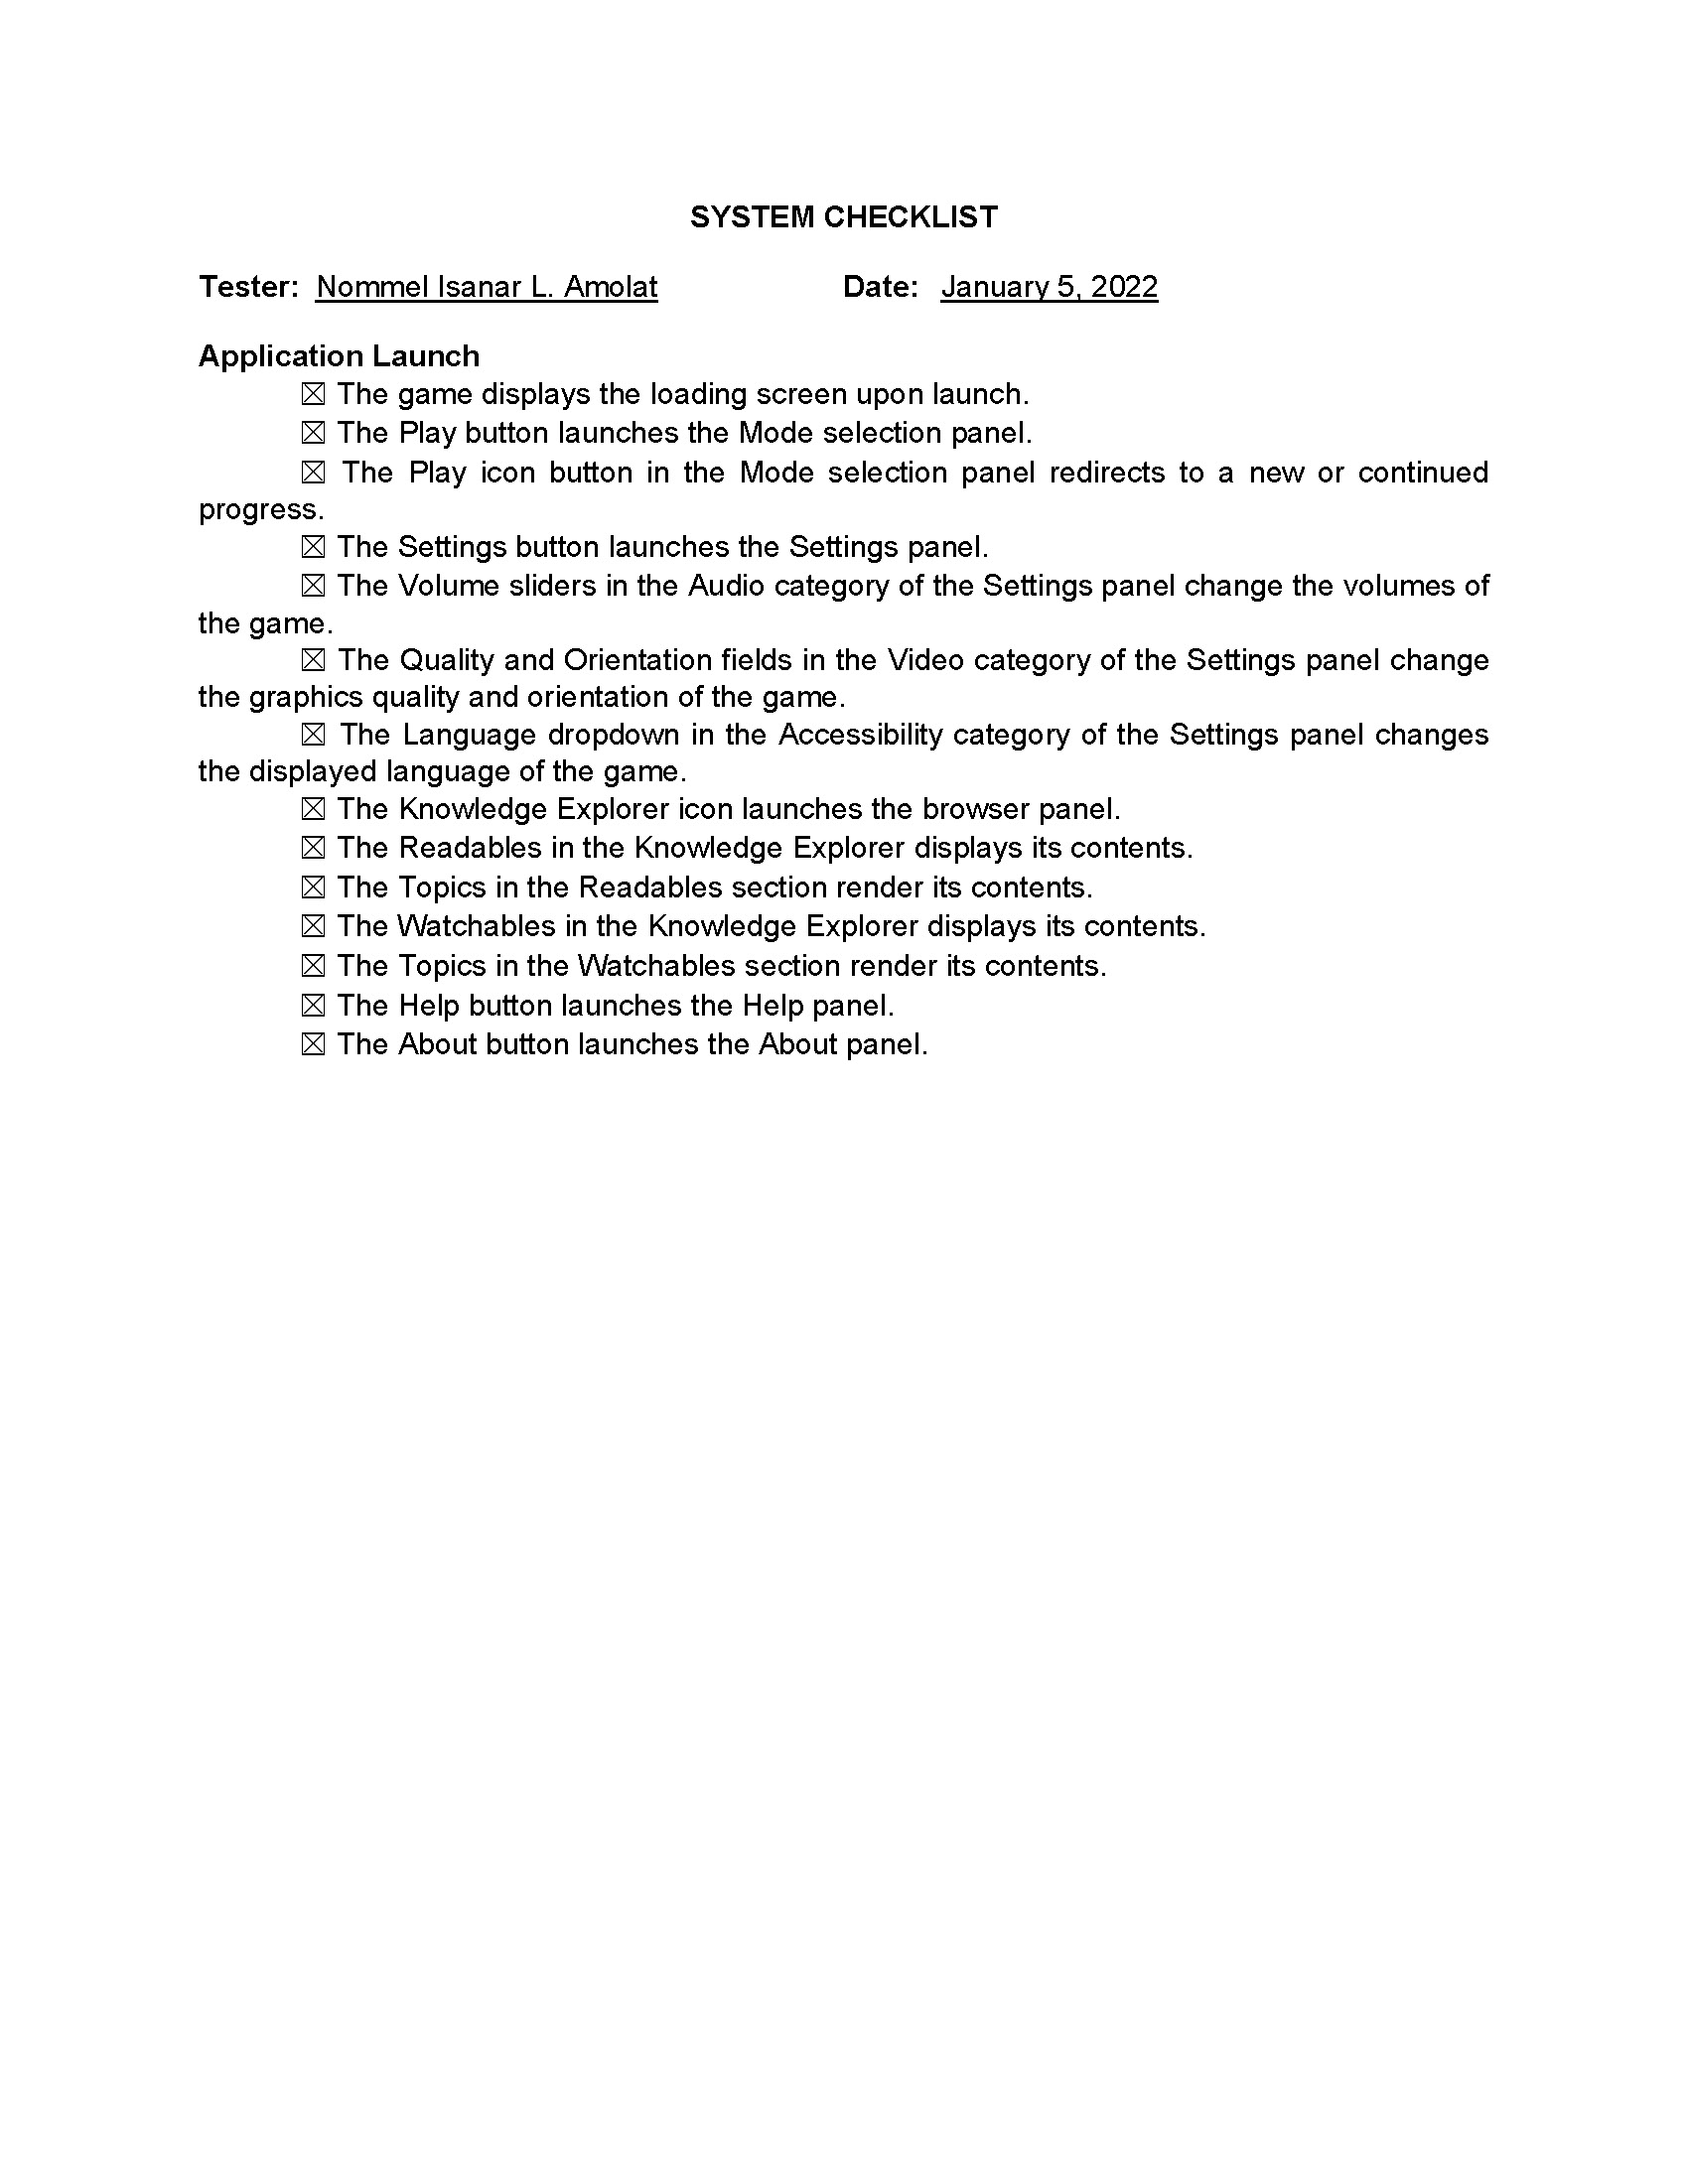 SYSTEM CHECKLIST
Tester: Nommel Isanar L. Amolat Date: January 5, 2022
Application Launch
☒ The game displays the loading screen upon launch.
☒ The Play button launches the Mode selection panel.
☒ The Play icon button in the Mode selection panel redirects to a new or continued
progress.
☒ The Settings button launches the Settings panel.
☒ The Volume sliders in the Audio category of the Settings panel change the volumes of
the game.
☒ The Quality and Orientation fields in the Video category of the Settings panel change
the graphics quality and orientation of the game.
☒ The Language dropdown in the Accessibility category of the Settings panel changes
the displayed language of the game.
☒ The Knowledge Explorer icon launches the browser panel.
☒ The Readables in the Knowledge Explorer displays its contents.
☒ The Topics in the Readables section render its contents.
☒ The Watchables in the Knowledge Explorer displays its contents.
☒ The Topics in the Watchables section render its contents.
☒ The Help button launches the Help panel.
☒ The About button launches the About panel.